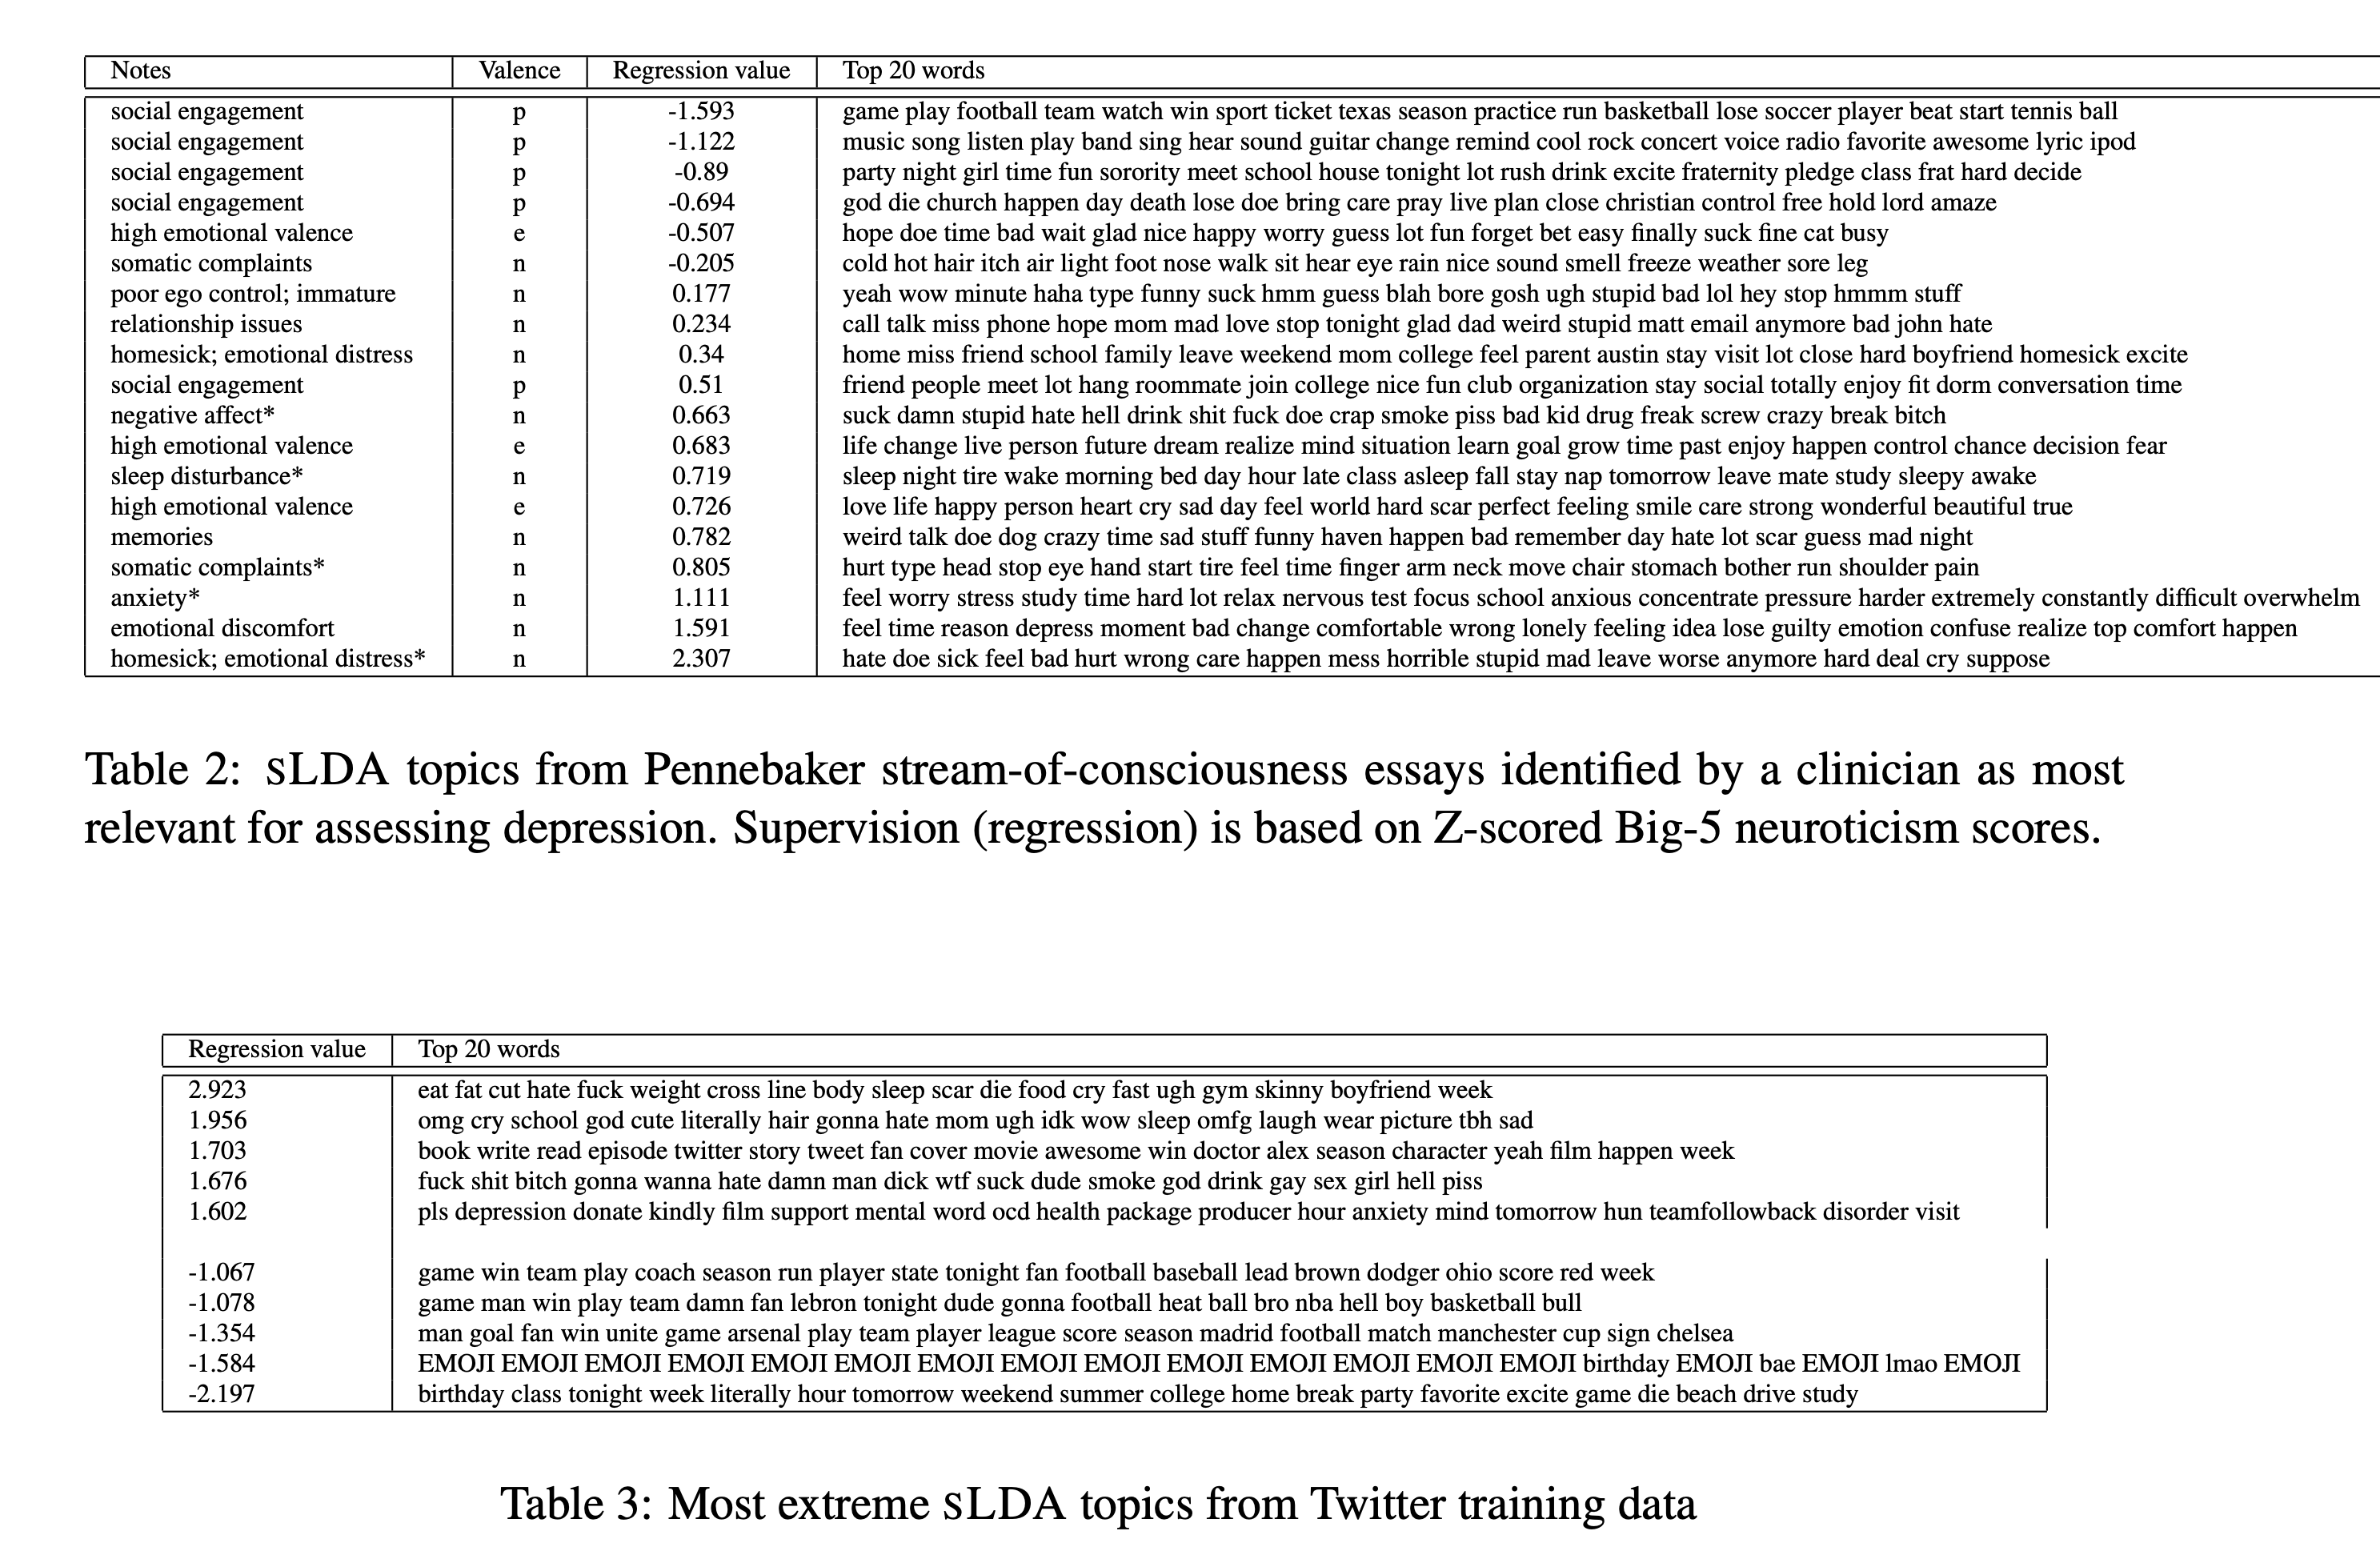 Notes Valence Regression value Top 20 words
social engagement p -1.593 game play football team watch win sport ticket texas season practice run basketball lose soccer player beat start tennis ball
social engagement p -1.122 music song listen play band sing hear sound guitar change remind cool rock concert voice radio favorite awesome lyric ipod
social engagement p -0.89 party night girl time fun sorority meet school house tonight lot rush drink excite fraternity pledge class frat hard decide
social engagement p -0.694 god die church happen day death lose doe bring care pray live plan close christian control free hold lord amaze
high emotional valence e -0.507 hope doe time bad wait glad nice happy worry guess lot fun forget bet easy finally suck fine cat busy
somatic complaints n -0.205 cold hot hair itch air light foot nose walk sit hear eye rain nice sound smell freeze weather sore leg
poor ego control; immature n 0.177 yeah wow minute haha type funny suck hmm guess blah bore gosh ugh stupid bad lol hey stop hmmm stuff
relationship issues n 0.234 call talk miss phone hope mom mad love stop tonight glad dad weird stupid matt email anymore bad john hate
homesick; emotional distress n 0.34 home miss friend school family leave weekend mom college feel parent austin stay visit lot close hard boyfriend homesick excite
social engagement p 0.51 friend people meet lot hang roommate join college nice fun club organization stay social totally enjoy fit dorm conversation time
negative affect* n 0.663 suck damn stupid hate hell drink shit fuck doe crap smoke piss bad kid drug freak screw crazy break bitch
high emotional valence e 0.683 life change live person future dream realize mind situation learn goal grow time past enjoy happen control chance decision fear
sleep disturbance* n 0.719 sleep night tire wake morning bed day hour late class asleep fall stay nap tomorrow leave mate study sleepy awake
high emotional valence e 0.726 love life happy person heart cry sad day feel world hard scar perfect feeling smile care strong wonderful beautiful true
memories n 0.782 weird talk doe dog crazy time sad stuff funny haven happen bad remember day hate lot scar guess mad night
somatic complaints* n 0.805 hurt type head stop eye hand start tire feel time finger arm neck move chair stomach bother run shoulder pain
anxiety* n 1.111 feel worry stress study time hard lot relax nervous test focus school anxious concentrate pressure harder extremely constantly difficult overwhelm
emotional discomfort n 1.591 feel time reason depress moment bad change comfortable wrong lonely feeling idea lose guilty emotion confuse realize top comfort happen
homesick; emotional distress* n 2.307 hate doe sick feel bad hurt wrong care happen mess horrible stupid mad leave worse anymore hard deal cry suppose
Table 2: SLDA topics from Pennebaker stream-of-consciousness essays identified by a clinician as most
relevant for assessing depression. Supervision (regression) is based on Z-scored Big-5 neuroticism scores.
Regression value Top 20 words
2.923 eat fat cut hate fuck weight cross line body sleep scar die food cry fast ugh gym skinny boyfriend week
1.956 omg cry school god cute literally hair gonna hate mom ugh idk wow sleep omfg laugh wear picture tbh sad
1.703 book write read episode twitter story tweet fan cover movie awesome win doctor alex season character yeah film happen week
1.676 fuck shit bitch gonna wanna hate damn man dick wtf suck dude smoke god drink gay sex girl hell piss
1.602 pls depression donate kindly film support mental word ocd health package producer hour anxiety mind tomorrow hun teamfollowback disorder visit
-1.067 game win team play coach season run player state tonight fan football baseball lead brown dodger ohio score red week
-1.078 game man win play team damn fan lebron tonight dude gonna football heat ball bro nba hell boy basketball bull
-1.354 man goal fan win unite game arsenal play team player league score season madrid football match manchester cup sign chelsea
-1.584 EMOJI EMOJI EMOJI EMOJI EMOJI EMOJI EMOJI EMOJI EMOJI EMOJI EMOJI EMOJI EMOJI EMOJI birthday EMOJI bae EMOJI lmao EMOJI
-2.197 birthday class tonight week literally hour tomorrow weekend summer college home break party favorite excite game die beach drive study
Table 3: Most extreme SLDA topics from Twitter training data